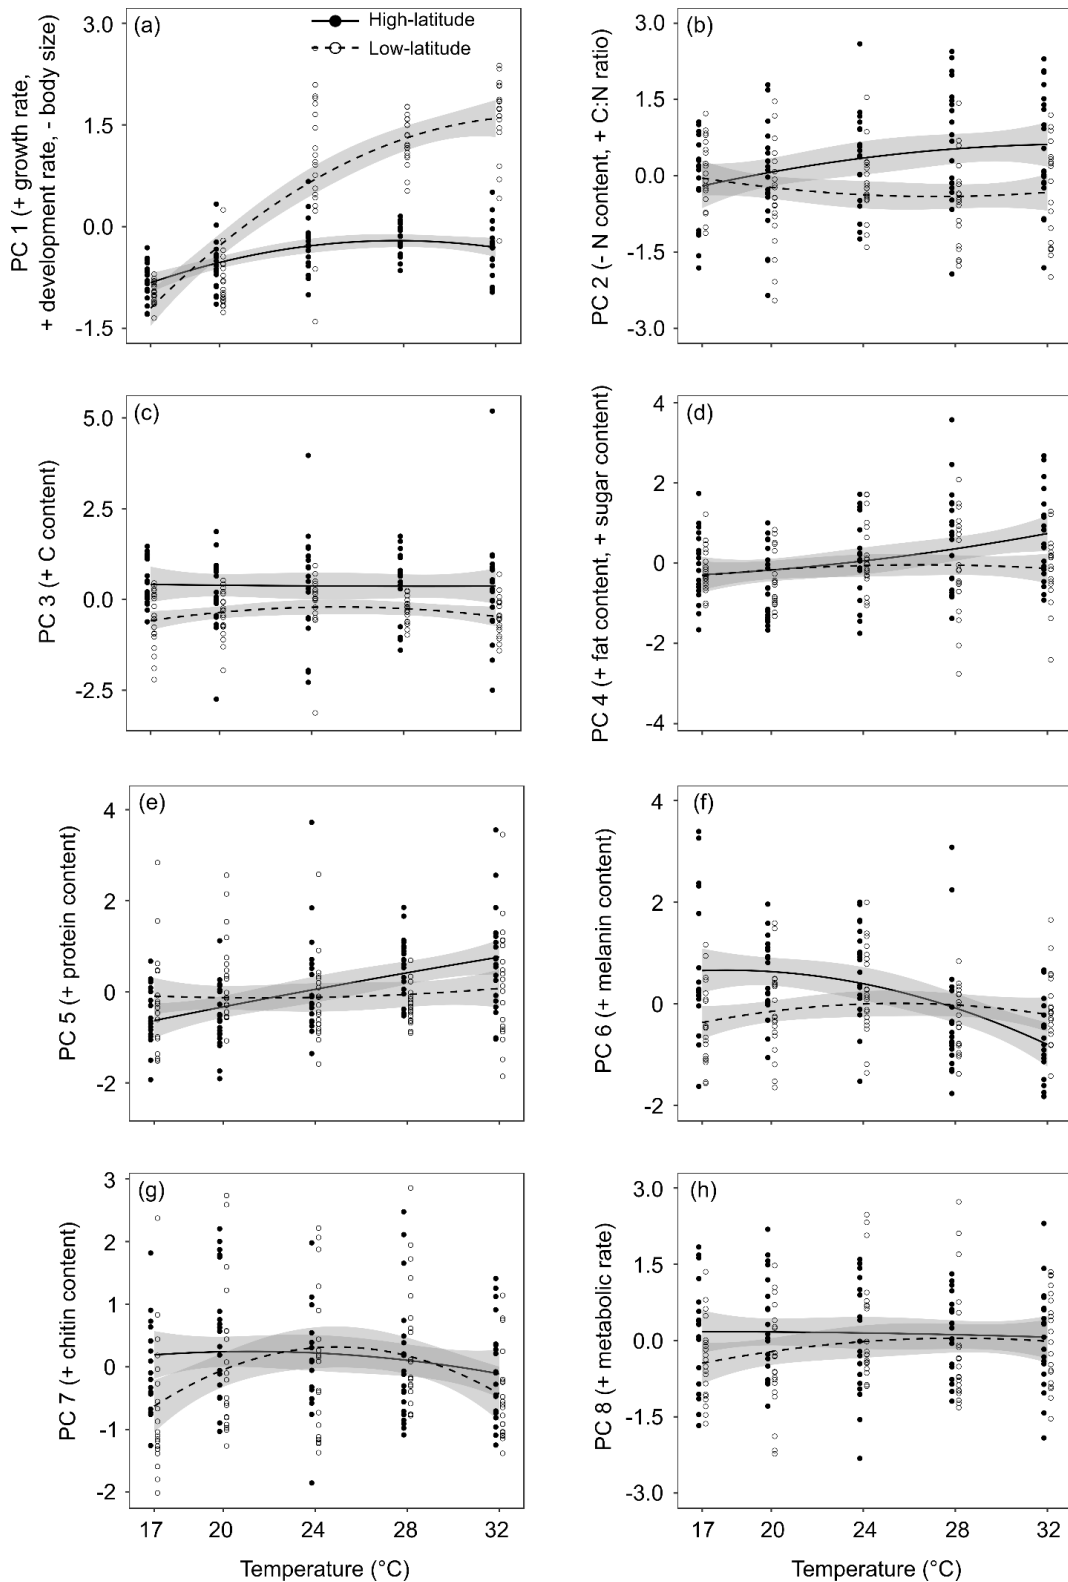 (a)
High-latitude
Low-latitude
3.0
1.5
0.0
-1.5
PC 1 (+ growth rate,
+ development rate, - body size)
(b)
3.0
1.5
0.0
-1.5
-3.0
PC 2 (- N content, + C:N ratio)
(c)
5.0
2.5
0.0
-2.5
PC 3 (+ C content)
(d)
4
2
0
-2
-4
PC 4 (+ fat content, + sugar content)
(e)
4
2
0
-2
PC 5 (+ protein content)
(f)
4
2
0
-2
PC 6 (+ melanin content)
(g)
3
2
1
0
-1
-2
PC 7 (+ chitin content)
17 20 24 28 32
Temperature (°C)
(h)
3.0
1.5
0.0
-1.5
-3.0
PC 8 (+ metabolic rate)
17 20 24 28 32
Temperature (°C)